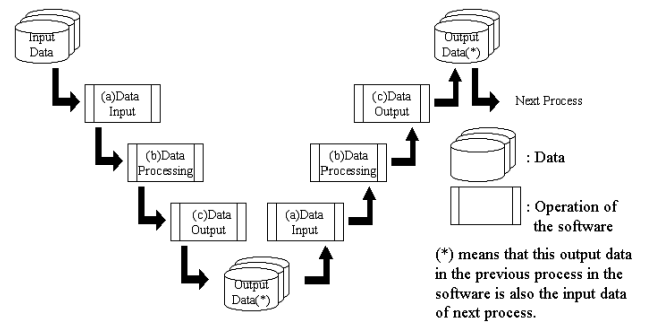 Input
Data
(a)Data
Input
(b)Data
Processing
(c)Data
Output
Output
Data(*)
(a)Data
Input
(b)Data
Processing
(c)Data
Output
Output
Data(*)
Next Process
: Data
: Operation of
the software
(*) means that this output data
in the previous process in the
software is also the input data
of next process.